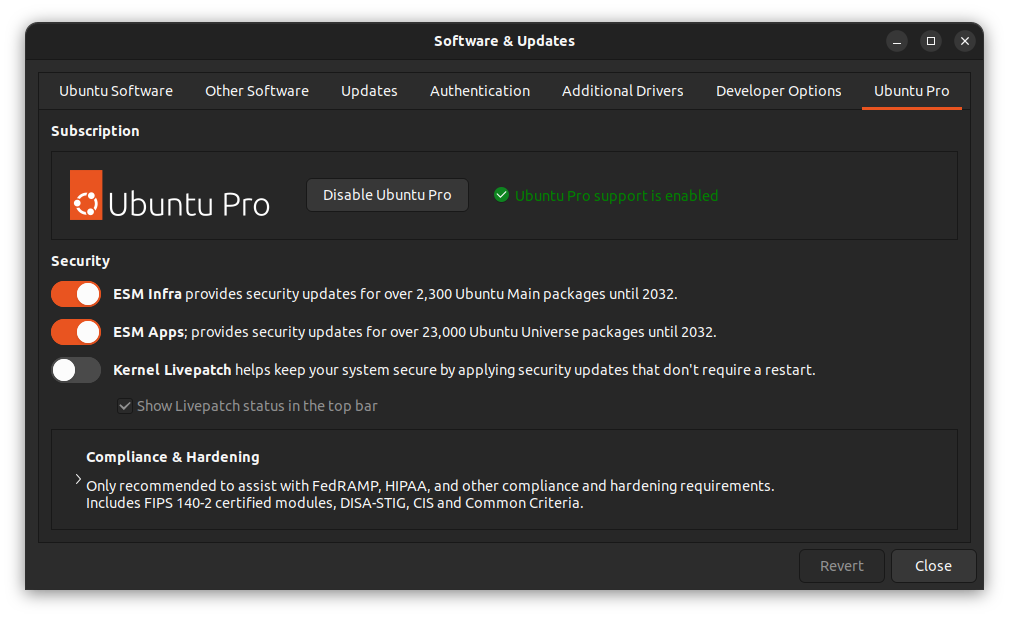 Software & Updates
Ubuntu Software Other Software Updates Authentication Additional Drivers Developer Options Ubuntu Pro
Subscription
Ubuntu Pro Disable Ubuntu Pro Ubuntu Pro support is enabled
Security
ESM Infra provides security updates for over 2,300 Ubuntu Main packages until 2032.
ESM Apps; provides security updates for over 23,000 Ubuntu Universe packages until 2032.
Kernel Livepatch helps keep your system secure by applying security updates that don't require a restart.
Show Livepatch status in the top bar
Compliance & Hardening
Only recommended to assist with FedRAMP, HIPAA, and other compliance and hardening requirements.
Includes FIPS 140-2 certified modules, DISA-STIG, CIS and Common Criteria.
Revert Close